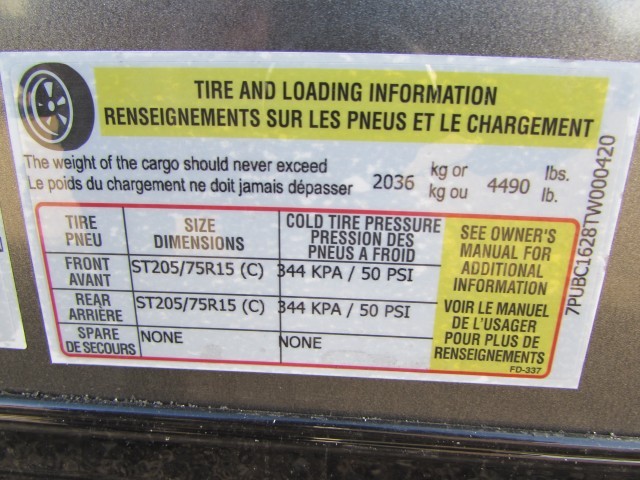 TIRE AND LOADING INFORMATION
RENSEIGNEMENTS SUR LES PNEUS ET LE CHARGEMENT
The weight of the cargo should never exceed
Le poids du chargement ne doit jamais dépasser
2036 kg or kg ou 4490 lbs. lb.
TIRE PNEU
SIZE DIMENSIONS
COLD TIRE PRESSURE
PRESSION DES
PNEUS A FROID
FRONT AVANT
ST205/75R15 (C)
344 KPA / 50 PSI
REAR ARRIÈRE
ST205/75R15 (C)
344 KPA / 50 PSI
SPARE DE SECOURS
NONE
NONE
SEE OWNER'S
MANUAL FOR
ADDITIONAL
INFORMATION
VOIR LE MANUEL
DE L'USAGER
POUR PLUS DE
RENSEIGNEMENTS
FD-337
7PUBC1628TW000420